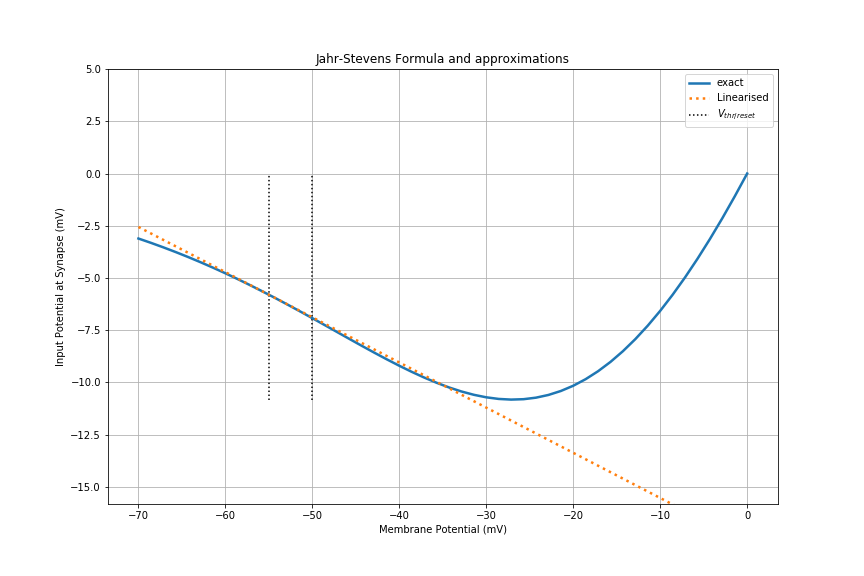 Jahr-Stevens Formula and approximations
exact
Linearised
V_{thr/reset}
5.0
2.5
0.0
−2.5
−5.0
−7.5
−10.0
−12.5
−15.0
Input Potential at Synapse (mV)
−70 −60 −50 −40 −30 −20 −10 0
Membrane Potential (mV)